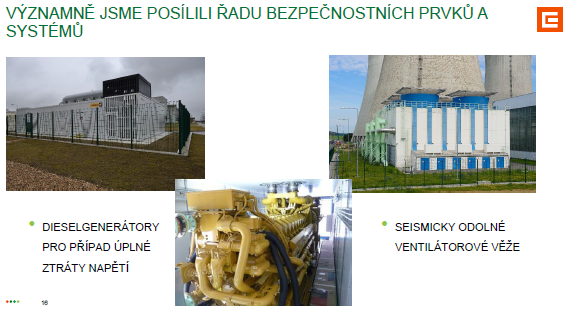 VÝZNAMNĚ JSME POSÍLILI ŘADU BEZPEČNOSTNÍCH PRVKŮ A
SYSTÉMŮ
• DIESELGENERÁTORY
PRO PŘÍPAD ÚPLNÉ
ZTRÁTY NAPĚTÍ
• SEISMICKY ODOLNÉ
VENTILÁTOROVÉ VĚŽE
16